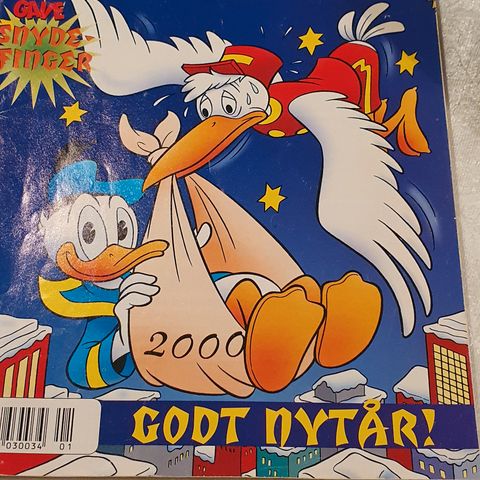 GAVE
SNYDE-
FINGER
2000
GODT NYTÅR!
030034 01